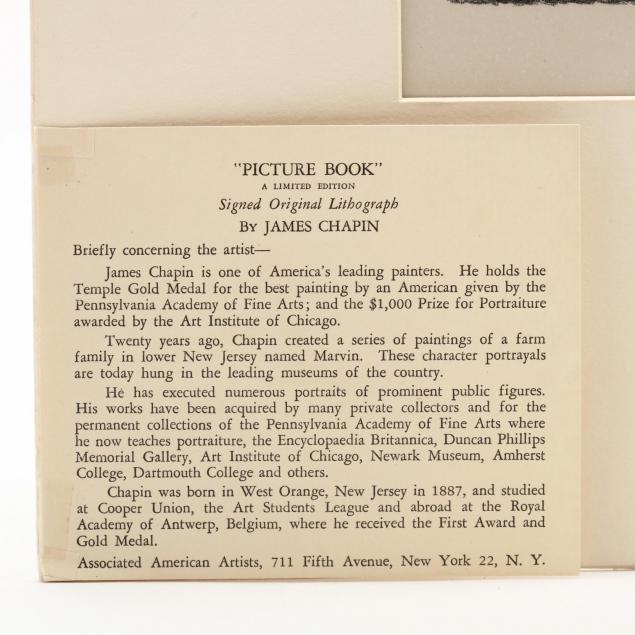 "PICTURE BOOK"
A LIMITED EDITION
Signed Original Lithograph
BY JAMES CHAPIN
Briefly concerning the artist—
James Chapin is one of America's leading painters. He holds the
Temple Gold Medal for the best painting by an American given by the
Pennsylvania Academy of Fine Arts; and the $1,000 Prize for Portraiture
awarded by the Art Institute of Chicago.
Twenty years ago, Chapin created a series of paintings of a farm
family in lower New Jersey named Marvin. These character portrayals
are today hung in the leading museums of the country.
He has executed numerous portraits of prominent public figures.
His works have been acquired by many private collectors and for the
permanent collections of the Pennsylvania Academy of Fine Arts where
he now teaches portraiture, the Encyclopaedia Britannica, Duncan Phillips
Memorial Gallery, Art Institute of Chicago, Newark Museum, Amherst
College, Dartmouth College and others.
Chapin was born in West Orange, New Jersey in 1887, and studied
at Cooper Union, the Art Students League and abroad at the Royal
Academy of Antwerp, Belgium, where he received the First Award and
Gold Medal.
Associated American Artists, 711 Fifth Avenue, New York 22, N. Y.